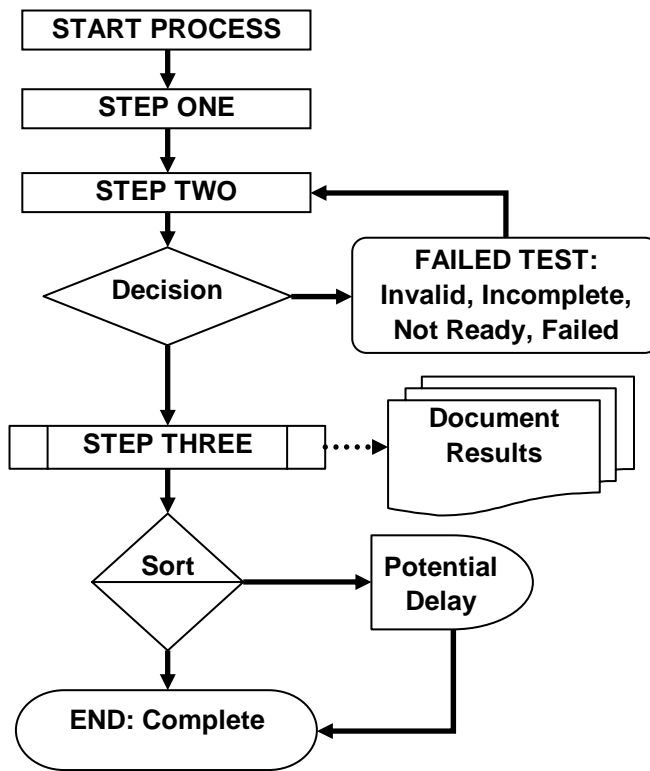 START PROCESS
STEP ONE
STEP TWO
Decision
FAILED TEST:
Invalid, Incomplete,
Not Ready, Failed
STEP THREE
Document
Results
Sort
Potential
Delay
END: Complete